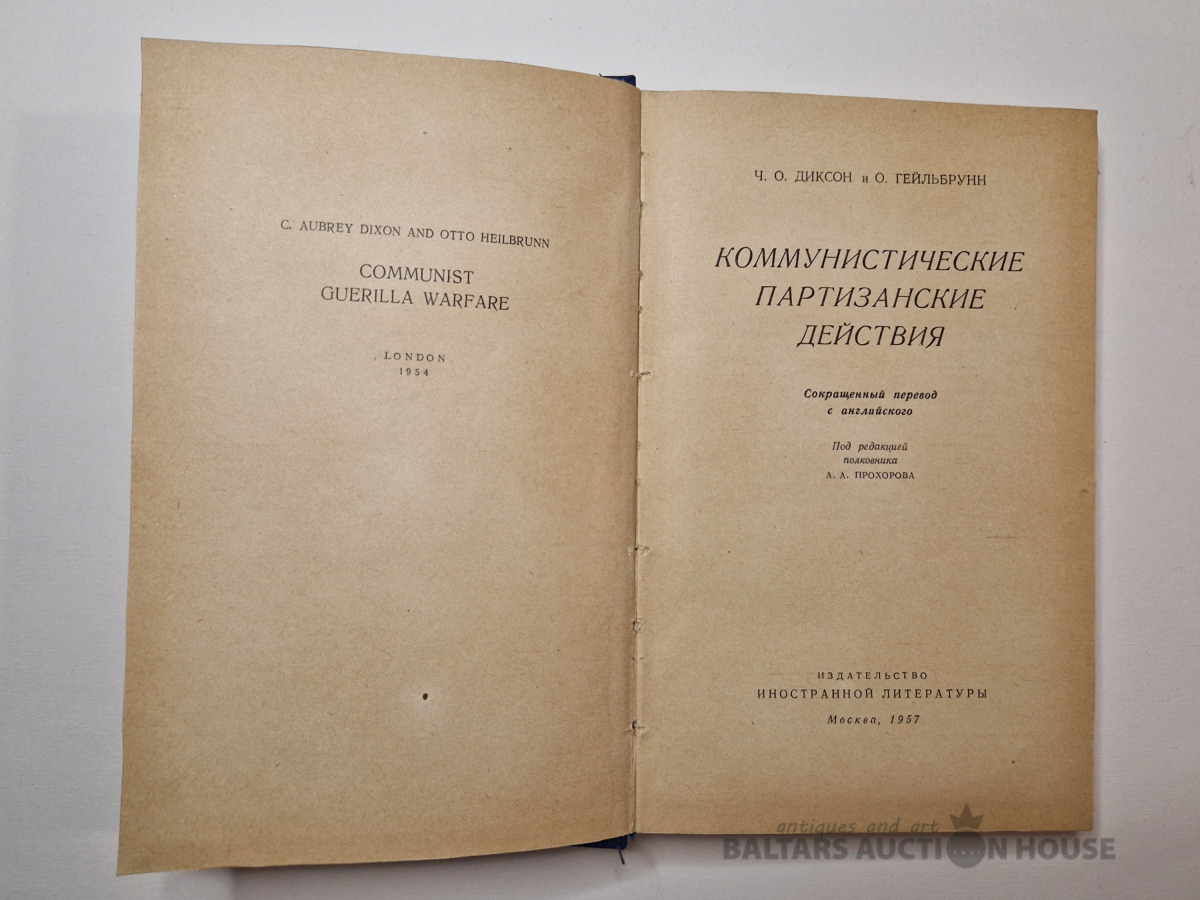 C. AUBREY DIXON AND OTTO HEILBRUNN
COMMUNIST
GUERILLA WARFARE
LONDON
1954
Ч. О. ДИКСОН и О. ГЕЙЛЬБРУНН
КОММУНИСТИЧЕСКИЕ
ПАРТИЗАНСКИЕ
ДЕЙСТВИЯ
Сокращенный перевод
с английского
Под редакцией
полковника
А. А. ПРОХОРОВА
ИЗДАТЕЛЬСТВО
ИНОСТРАННОЙ ЛИТЕРАТУРЫ
Москва, 1957
antiques and art
BALTARS AUCTION HOUSE